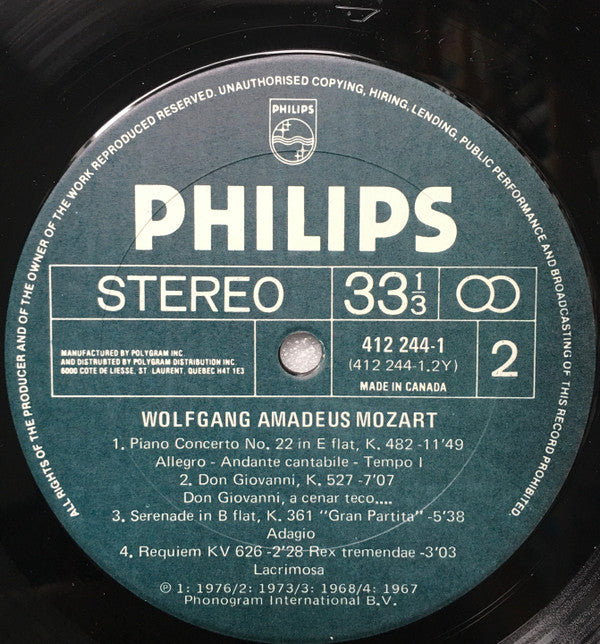 ALL RIGHTS OF THE PRODUCER AND OF THE OWNER OF THE WORK REPRODUCED RESERVED. UNAUTHORISED COPYING, HIRING, LENDING, PUBLIC PERFORMANCE AND BROADCASTING OF THIS RECORD PROHIBITED.
PHILIPS
PHILIPS
STEREO 33 1/3
MANUFACTURED BY POLYGRAM INC
AND DISTRIBUTED BY POLYGRAM DISTRIBUTION INC.
6000 COTE DE LIESSE, ST. LAURENT, QUEBEC H4T 1E3
412 244-1
(412 244-1.2Y)
MADE IN CANADA
2
WOLFGANG AMADEUS MOZART
1. Piano Concerto No. 22 in E flat, K. 482 -11'49
Allegro - Andante cantabile - Tempo I
2. Don Giovanni, K. 527 -7'07
Don Giovanni, a cenar teco....
3. Serenade in B flat, K. 361 "Gran Partita" -5'38
Adagio
4. Requiem KV 626 -2'28 Rex tremendae -3'03
Lacrimosa
℗ 1: 1976/2: 1973/3: 1968/4: 1967
Phonogram International B.V.